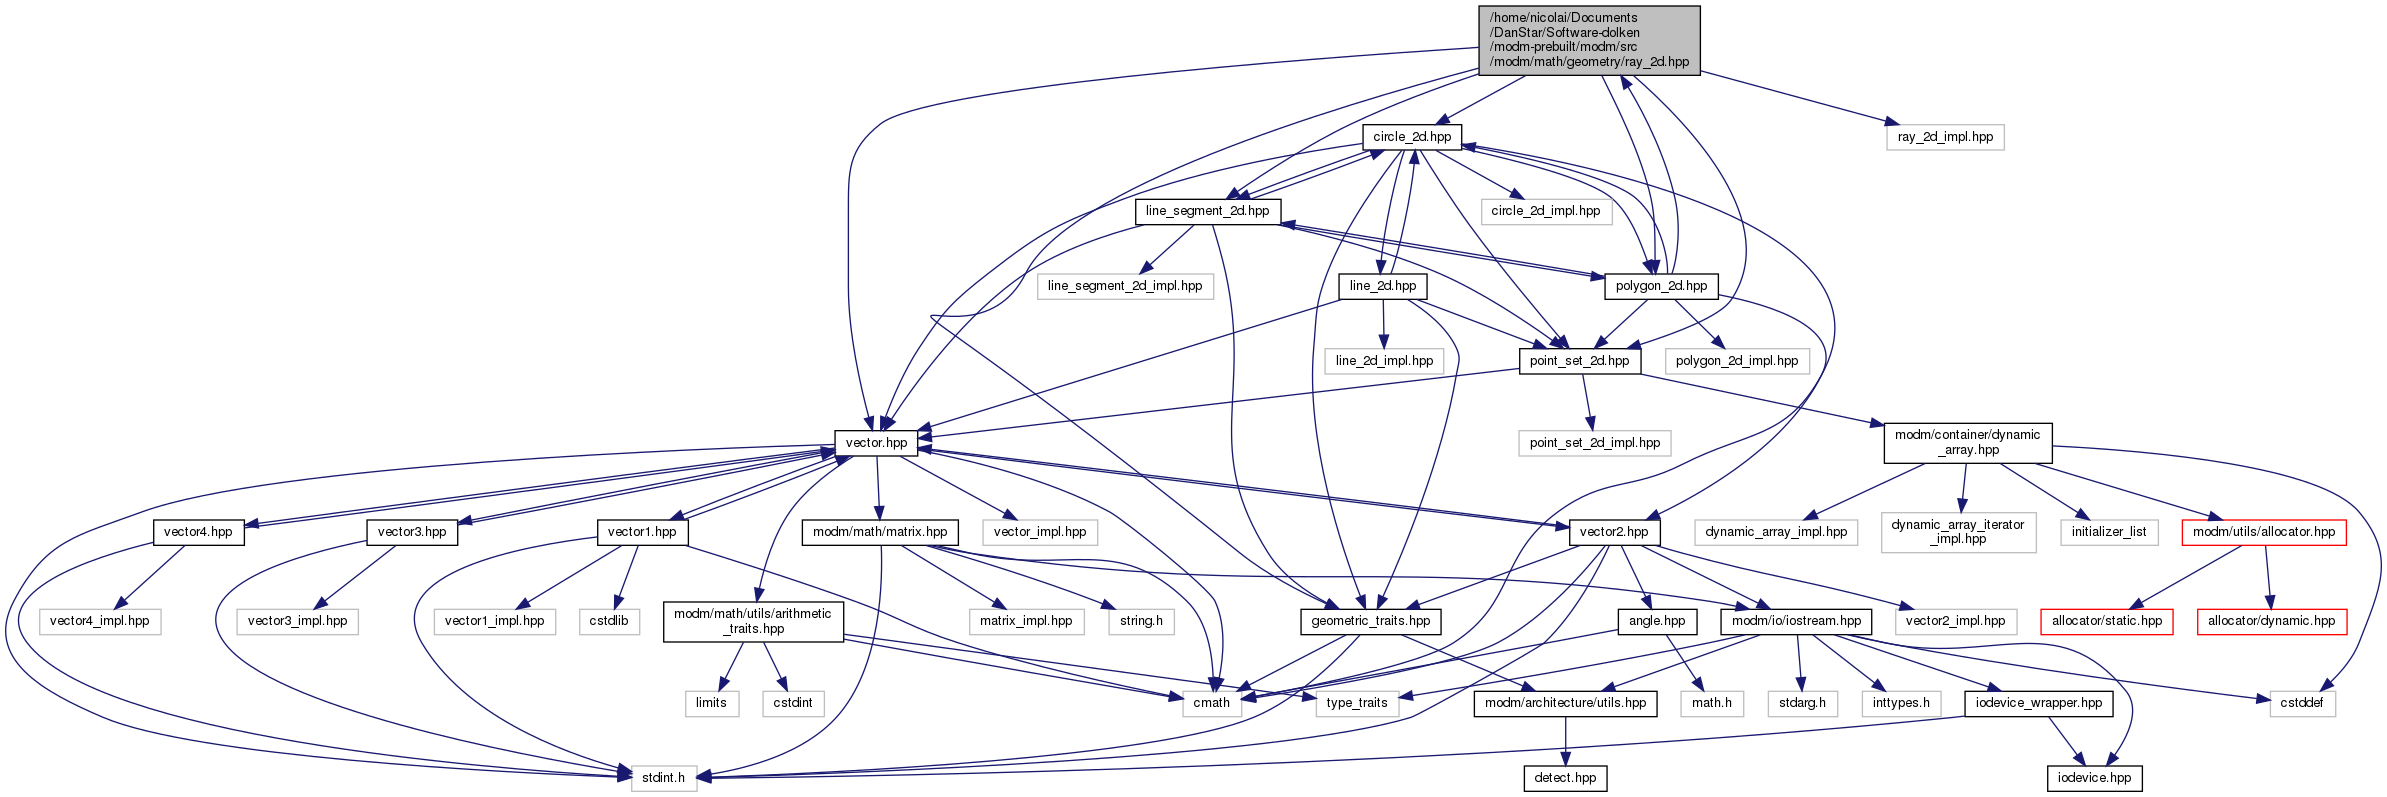 /home/nicolai/Documents
/DanStar/Software-dolken
/modm-prebuilt/modm/src
/modm/math/geometry/ray_2d.hpp
circle_2d.hpp
ray_2d_impl.hpp
line_segment_2d.hpp
circle_2d_impl.hpp
line_segment_2d_impl.hpp
line_2d.hpp
polygon_2d.hpp
line_2d_impl.hpp
point_set_2d.hpp
polygon_2d_impl.hpp
vector.hpp
point_set_2d_impl.hpp
modm/container/dynamic
_array.hpp
vector4.hpp
vector3.hpp
vector1.hpp
modm/math/matrix.hpp
vector_impl.hpp
vector2.hpp
dynamic_array_impl.hpp
dynamic_array_iterator
_impl.hpp
initializer_list
modm/utils/allocator.hpp
vector4_impl.hpp
vector3_impl.hpp
vector1_impl.hpp
cstdlib
modm/math/utils/arithmetic
_traits.hpp
matrix_impl.hpp
string.h
geometric_traits.hpp
angle.hpp
modm/io/iostream.hpp
vector2_impl.hpp
allocator/static.hpp
allocator/dynamic.hpp
limits
cstdint
cmath
type_traits
modm/architecture/utils.hpp
math.h
stdarg.h
inttypes.h
iodevice_wrapper.hpp
cstddef
stdint.h
detect.hpp
iodevice.hpp